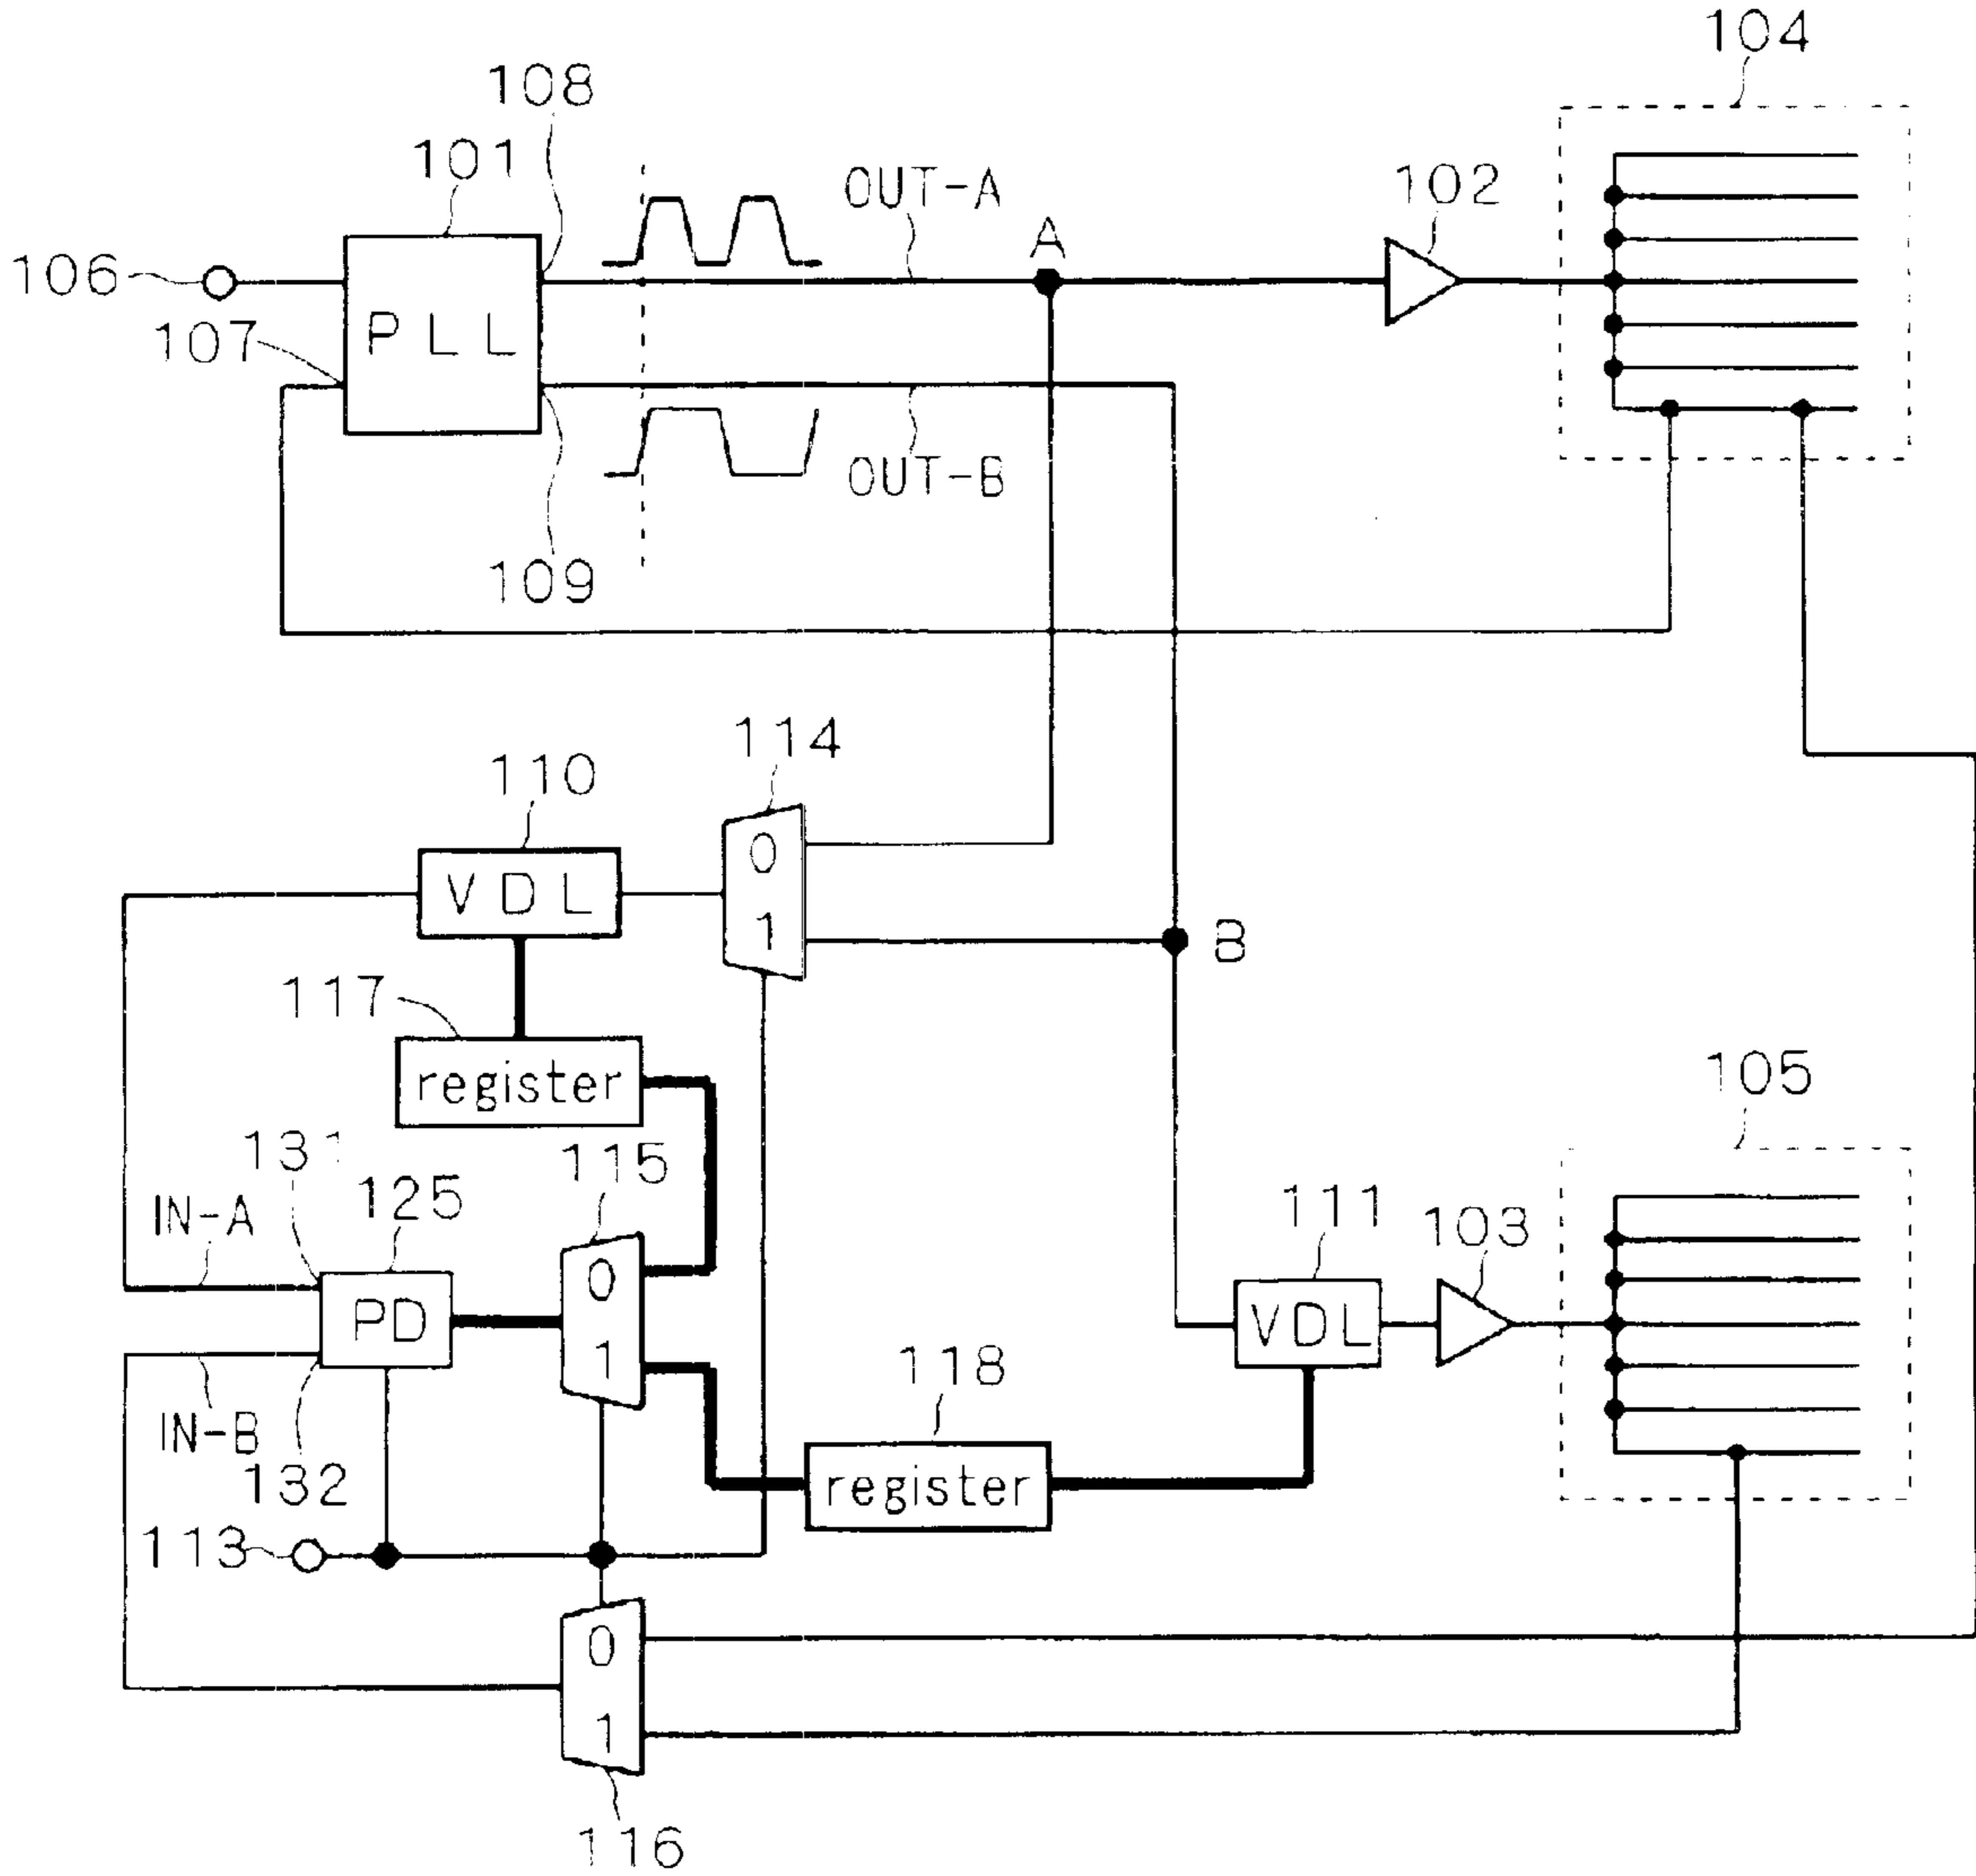 104
108
101
OUT-A
102
A
106
PLL
107
OUT-B
109
114
110
0
VDL
1
B
117
register
105
131
115
125
111
IN-A
103
0
PD
VDL
1
118
IN-B
132
register
113
0
1
116